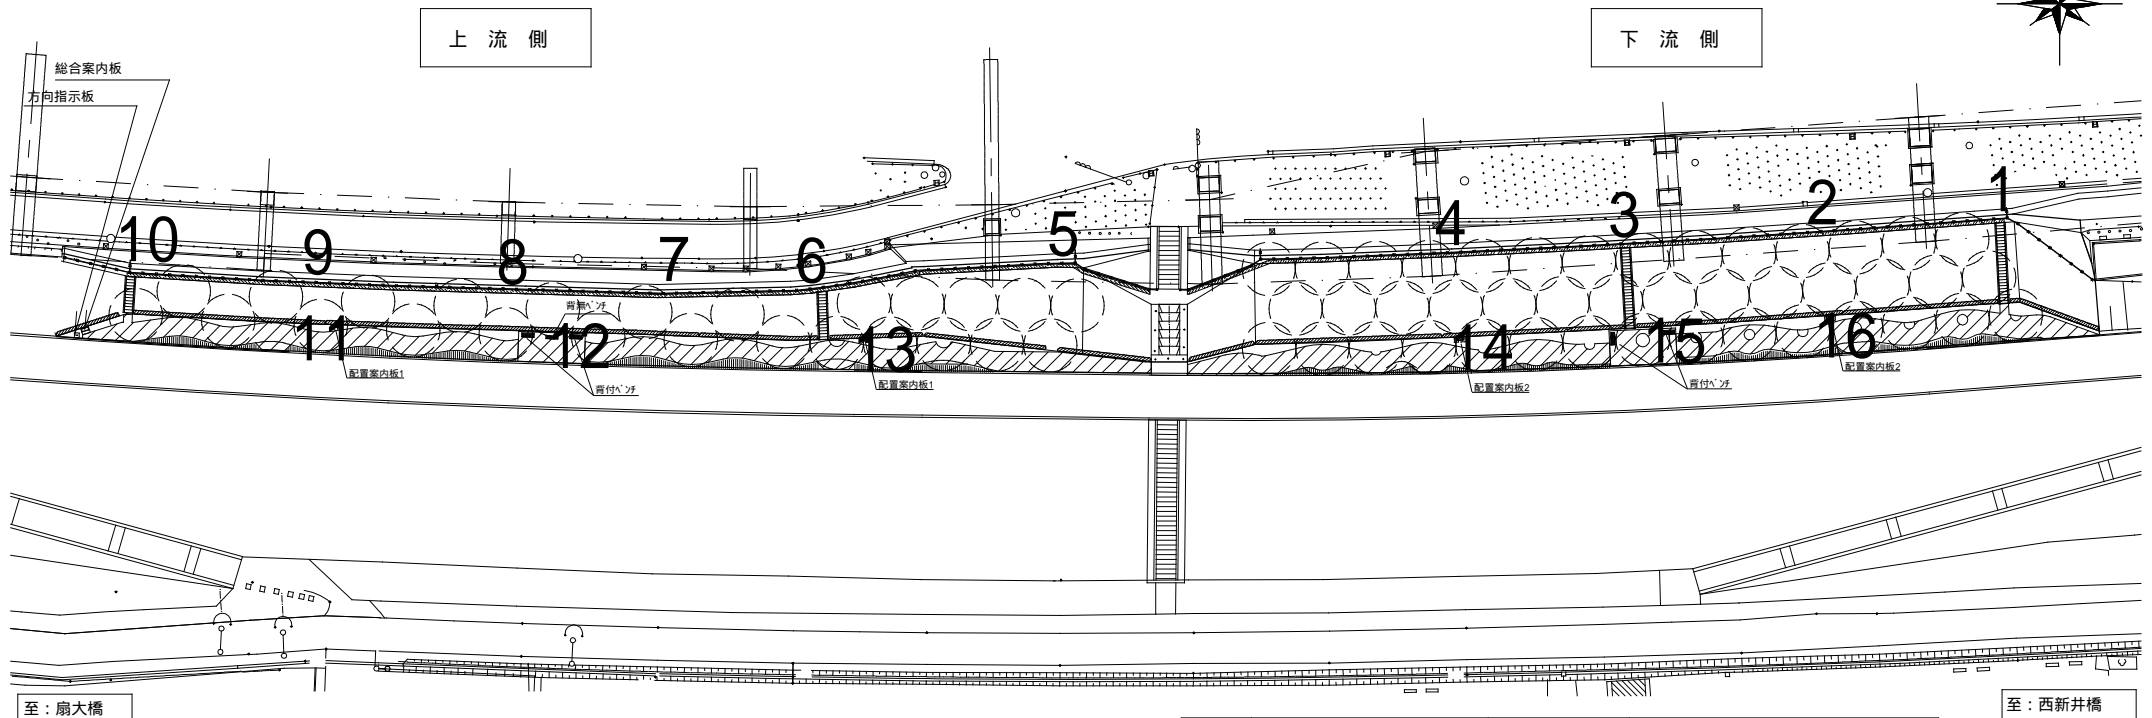 上流側
下流側
総合案内板
方向指示板
1
2
3
4
5
6
7
8
9
10
背無ベンチ
11
12
13
14
15
16
配置案内板1
背付ベンチ
配置案内板1
配置案内板2
背付ベンチ
配置案内板2
至：扇大橋
至：西新井橋